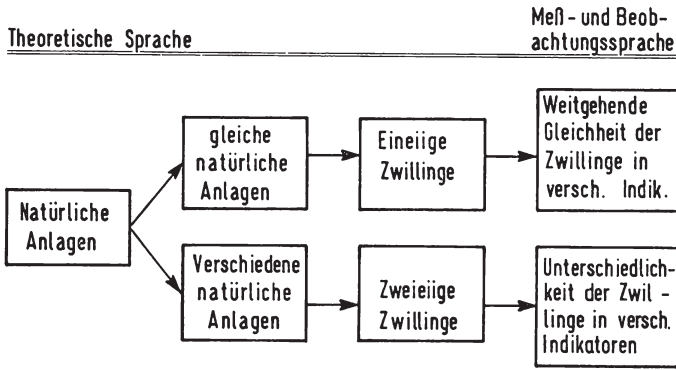 Theoretische Sprache
Meß- und Beob-
achtungssprache
Natürliche
Anlagen
gleiche
natürliche
Anlagen
Eineiige
Zwillinge
Weitgehende
Gleichheit der
Zwillinge in
versch. Indik.
Verschiedene
natürliche
Anlagen
Zweieiige
Zwillinge
Unterschiedlich-
keit der Zwil -
linge in versch.
Indikatoren